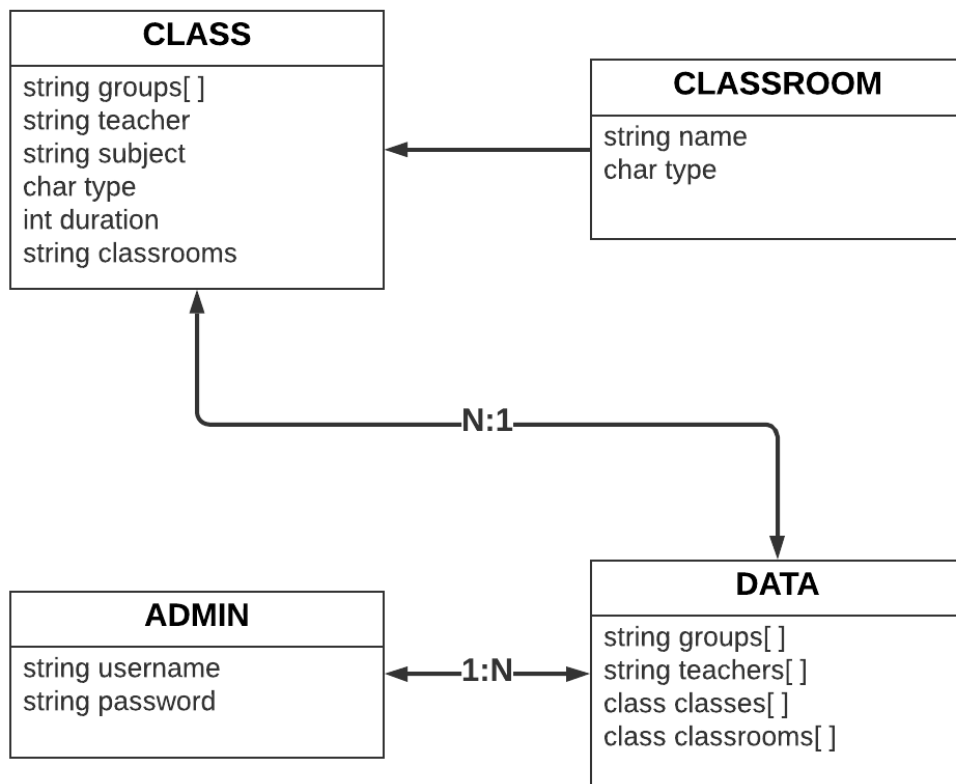 CLASS
string groups[ ]
string teacher
string subject
char type
int duration
string classrooms
CLASSROOM
string name
char type
N:1
ADMIN
string username
string password
1:N
DATA
string groups[ ]
string teachers[ ]
class classes[ ]
class classrooms[ ]